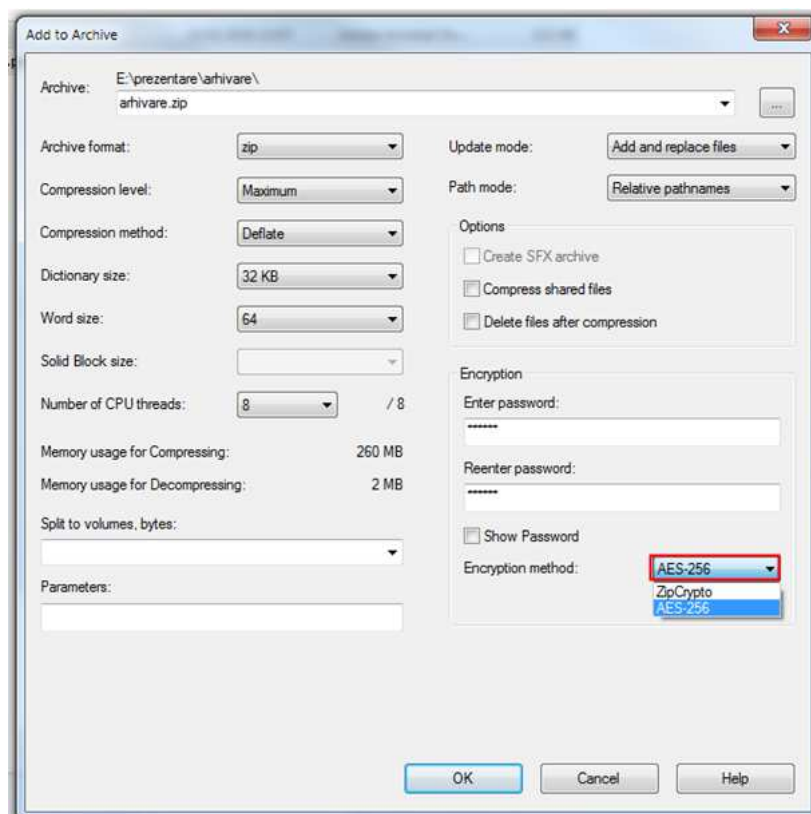 Add to Archive
Archive:
E:\prezentare\arhivare\
arhivare.zip
...
Archive format:
zip
Compression level:
Maximum
Compression method:
Deflate
Dictionary size:
32 KB
Word size:
64
Solid Block size:
Number of CPU threads:
8
/ 8
Memory usage for Compressing:
260 MB
Memory usage for Decompressing:
2 MB
Split to volumes, bytes:
Parameters:
Update mode:
Add and replace files
Path mode:
Relative pathnames
Options
Create SFX archive
Compress shared files
Delete files after compression
Encryption
Enter password:
******
Reenter password:
******
Show Password
Encryption method:
AES-256
ZipCrypto
AES-256
OK
Cancel
Help